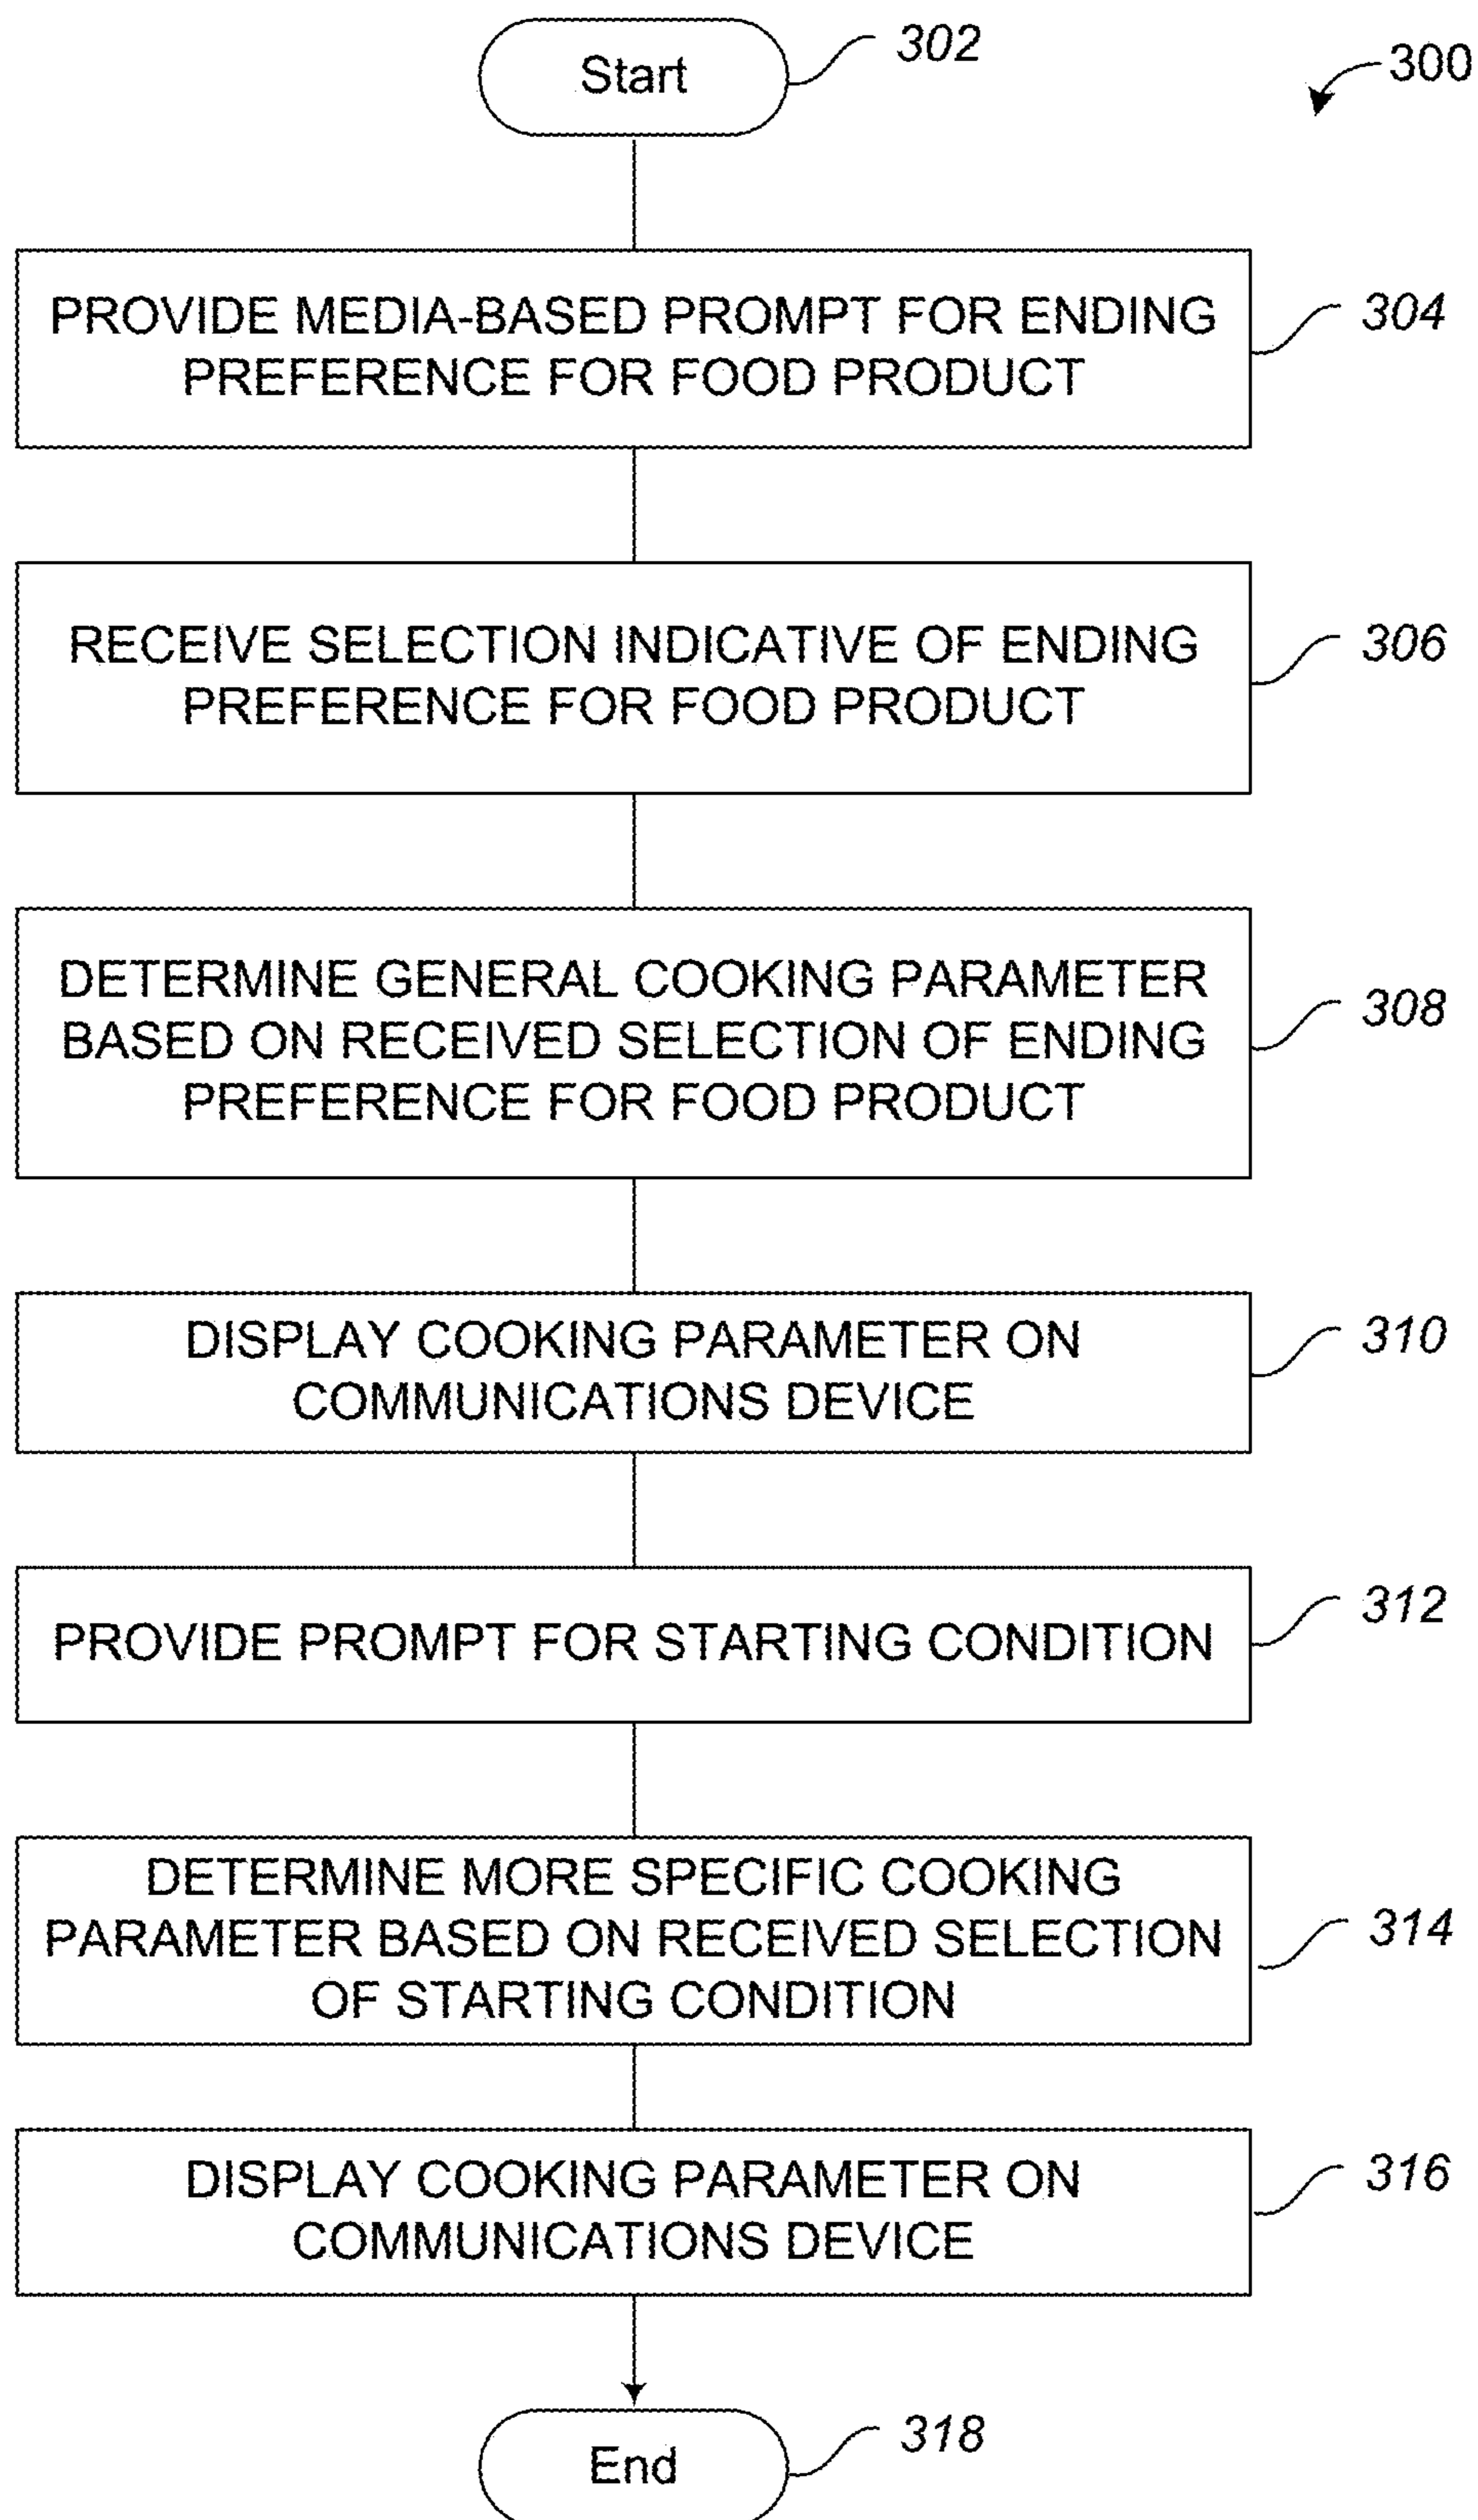 Start
302
300
PROVIDE MEDIA-BASED PROMPT FOR ENDING
PREFERENCE FOR FOOD PRODUCT
304
RECEIVE SELECTION INDICATIVE OF ENDING
PREFERENCE FOR FOOD PRODUCT
306
DETERMINE GENERAL COOKING PARAMETER
BASED ON RECEIVED SELECTION OF ENDING
PREFERENCE FOR FOOD PRODUCT
308
DISPLAY COOKING PARAMETER ON
COMMUNICATIONS DEVICE
310
PROVIDE PROMPT FOR STARTING CONDITION
312
DETERMINE MORE SPECIFIC COOKING
PARAMETER BASED ON RECEIVED SELECTION
OF STARTING CONDITION
314
DISPLAY COOKING PARAMETER ON
COMMUNICATIONS DEVICE
316
End
318